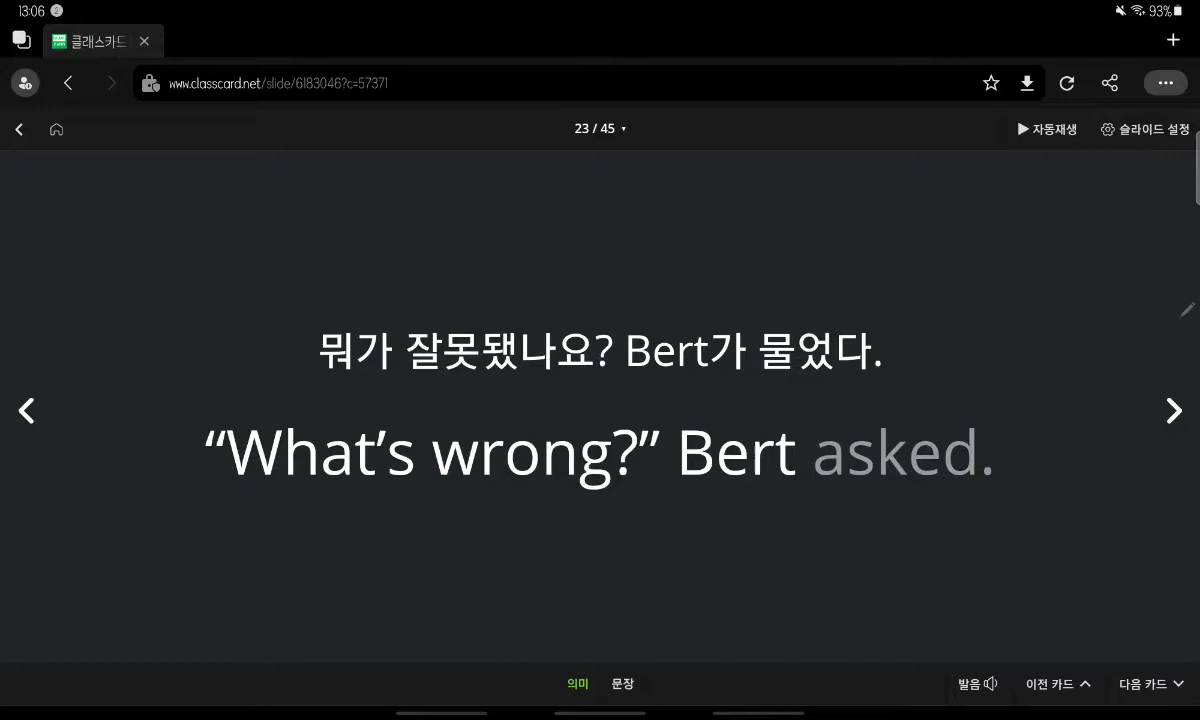 13:06 2
93%
클래스카드
www.classcard.net/slide/6183046?c=57371
23 / 45
자동재생
슬라이드 설정
뭐가 잘못됐나요? Bert가 물었다.
“What’s wrong?” Bert asked.
의미
문장
발음
이전 카드
다음 카드